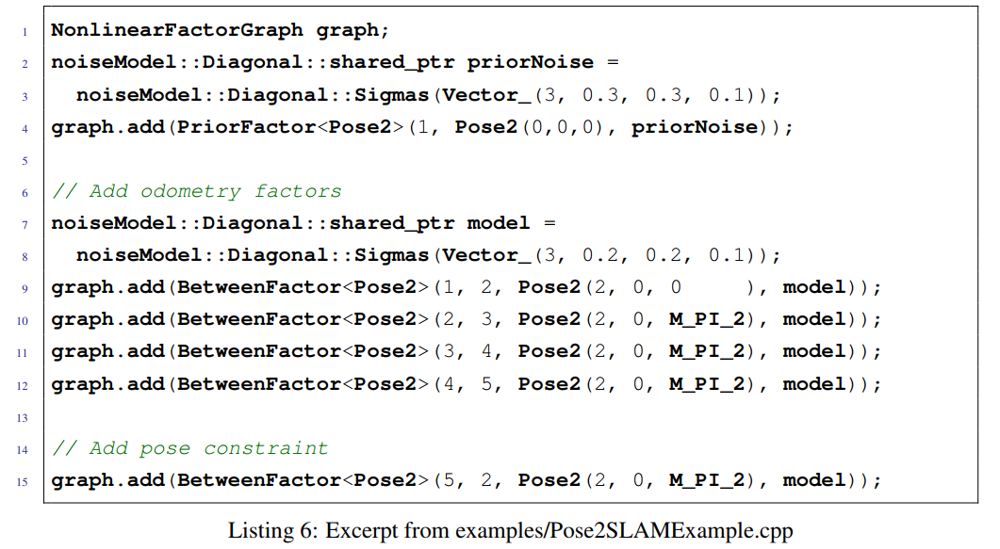 1 NonlinearFactorGraph graph;
2 noiseModel::Diagonal::shared_ptr priorNoise =
3   noiseModel::Diagonal::Sigmas(Vector_(3, 0.3, 0.3, 0.1));
4 graph.add(PriorFactor<Pose2>(1, Pose2(0,0,0), priorNoise));
5
6 // Add odometry factors
7 noiseModel::Diagonal::shared_ptr model =
8   noiseModel::Diagonal::Sigmas(Vector_(3, 0.2, 0.2, 0.1));
9 graph.add(BetweenFactor<Pose2>(1, 2, Pose2(2, 0, 0     ), model));
10 graph.add(BetweenFactor<Pose2>(2, 3, Pose2(2, 0, M_PI_2), model));
11 graph.add(BetweenFactor<Pose2>(3, 4, Pose2(2, 0, M_PI_2), model));
12 graph.add(BetweenFactor<Pose2>(4, 5, Pose2(2, 0, M_PI_2), model));
13
14 // Add pose constraint
15 graph.add(BetweenFactor<Pose2>(5, 2, Pose2(2, 0, M_PI_2), model));
Listing 6: Excerpt from examples/Pose2SLAMExample.cpp